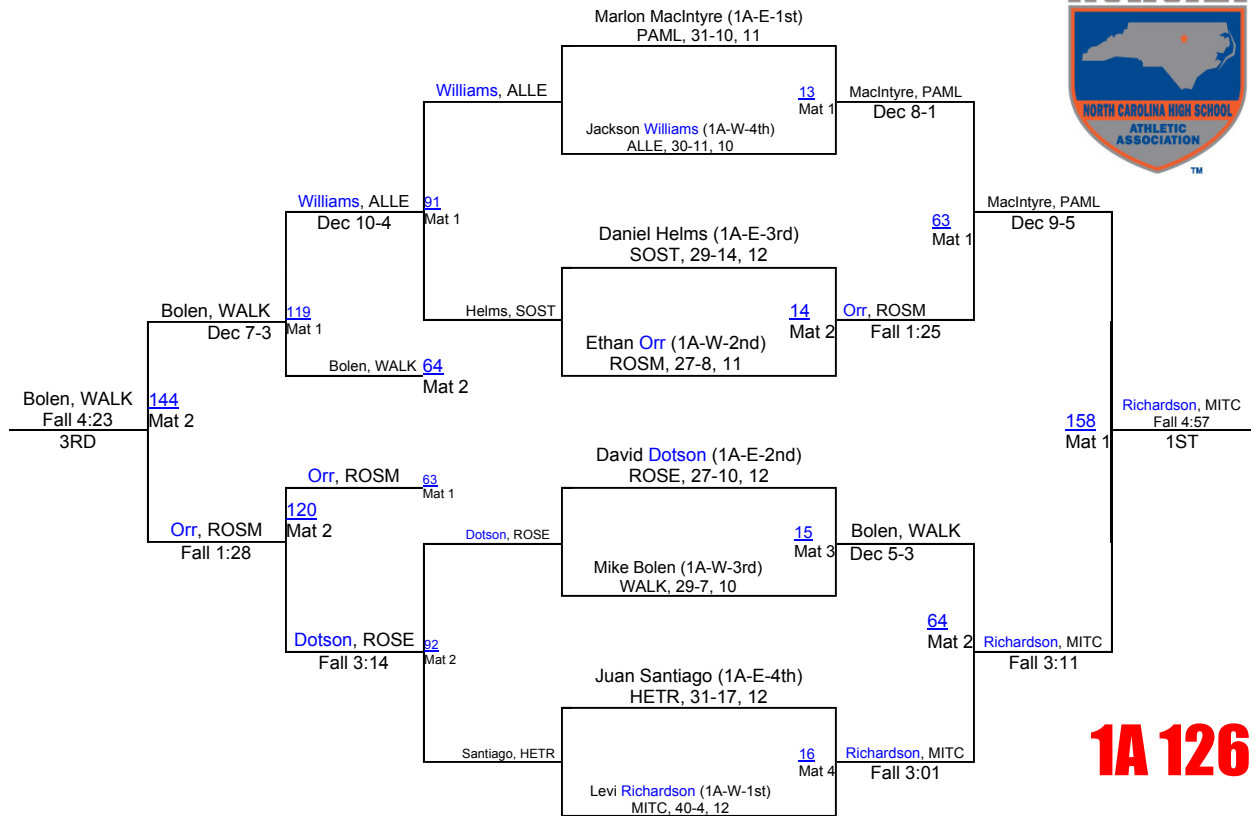 Marlon MacIntyre (1A-E-1st)
PAML, 31-10, 11
Williams, ALLE
13
Mat 1
MacIntyre, PAML
Dec 8-1
Jackson Williams (1A-W-4th)
ALLE, 30-11, 10
NORTH CAROLINA HIGH SCHOOL
ATHLETIC
ASSOCIATION
TM
Williams, ALLE
Dec 10-4
91
Mat 1
63
Mat 1
MacIntyre, PAML
Dec 9-5
Daniel Helms (1A-E-3rd)
SOST, 29-14, 12
Bolen, WALK
Dec 7-3
119
Mat 1
Helms, SOST
14
Mat 2
Orr, ROSM
Fall 1:25
Ethan Orr (1A-W-2nd)
ROSM, 27-8, 11
Bolen, WALK
64
Mat 2
Bolen, WALK
Fall 4:23
3RD
144
Mat 2
158
Mat 1
Richardson, MITC
Fall 4:57
1ST
David Dotson (1A-E-2nd)
ROSE, 27-10, 12
Orr, ROSM
63
Mat 1
Orr, ROSM
Fall 1:28
120
Mat 2
Dotson, ROSE
15
Mat 3
Bolen, WALK
Dec 5-3
Mike Bolen (1A-W-3rd)
WALK, 29-7, 10
Dotson, ROSE
Fall 3:14
92
Mat 2
64
Mat 2
Richardson, MITC
Fall 3:11
Juan Santiago (1A-E-4th)
HETR, 31-17, 12
Santiago, HETR
16
Mat 4
Richardson, MITC
Fall 3:01
Levi Richardson (1A-W-1st)
MITC, 40-4, 12
1A 126